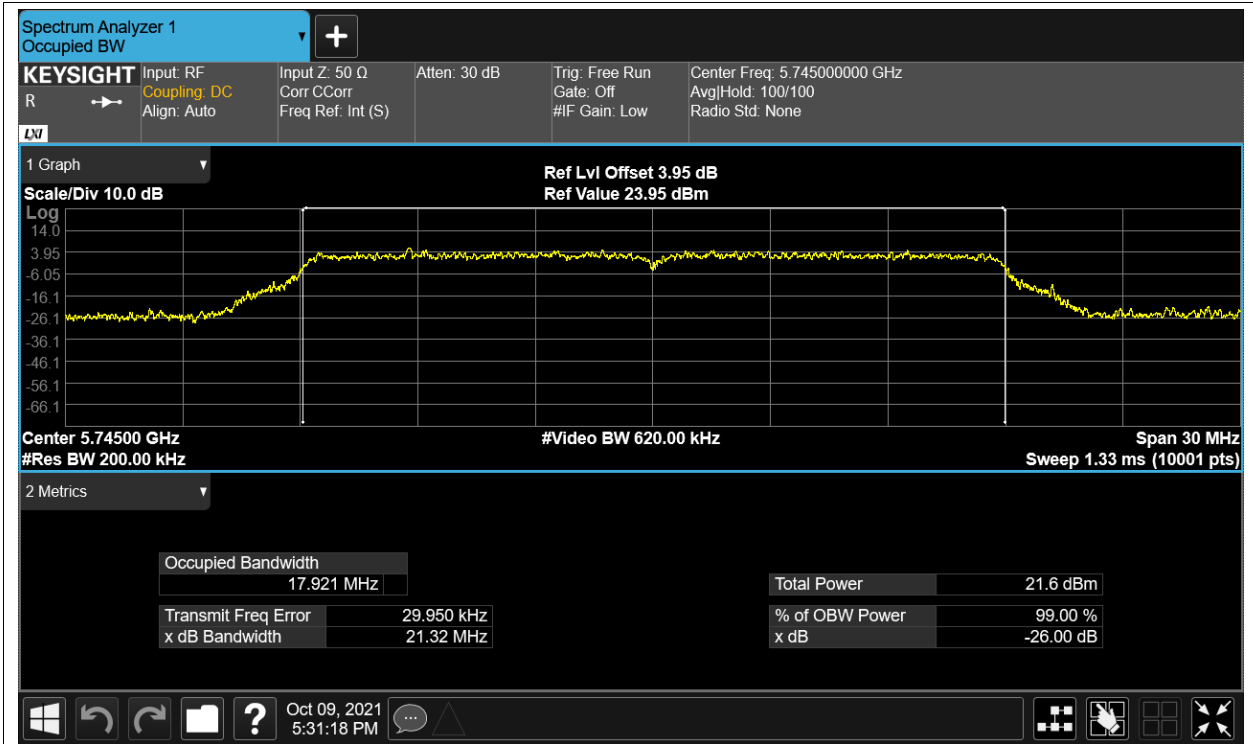 Spectrum Analyzer 1
Occupied BW
KEYSIGHT
R
LXI
Input: RF
Coupling: DC
Align: Auto
Input Z: 50 Ω
Corr CCorr
Freq Ref: Int (S)
Atten: 30 dB
Trig: Free Run
Gate: Off
#IF Gain: Low
Center Freq: 5.745000000 GHz
Avg|Hold: 100/100
Radio Std: None
1 Graph
Scale/Div 10.0 dB
Ref Lvl Offset 3.95 dB
Ref Value 23.95 dBm
Log
14.0
3.95
-6.05
-16.1
-26.1
-36.1
-46.1
-56.1
-66.1
Center 5.74500 GHz
#Res BW 200.00 kHz
#Video BW 620.00 kHz
Span 30 MHz
Sweep 1.33 ms (10001 pts)
2 Metrics
Occupied Bandwidth
17.921 MHz
Transmit Freq Error 29.950 kHz
x dB Bandwidth 21.32 MHz
Total Power 21.6 dBm
% of OBW Power 99.00 %
x dB -26.00 dB
?
Oct 09, 2021
5:31:18 PM